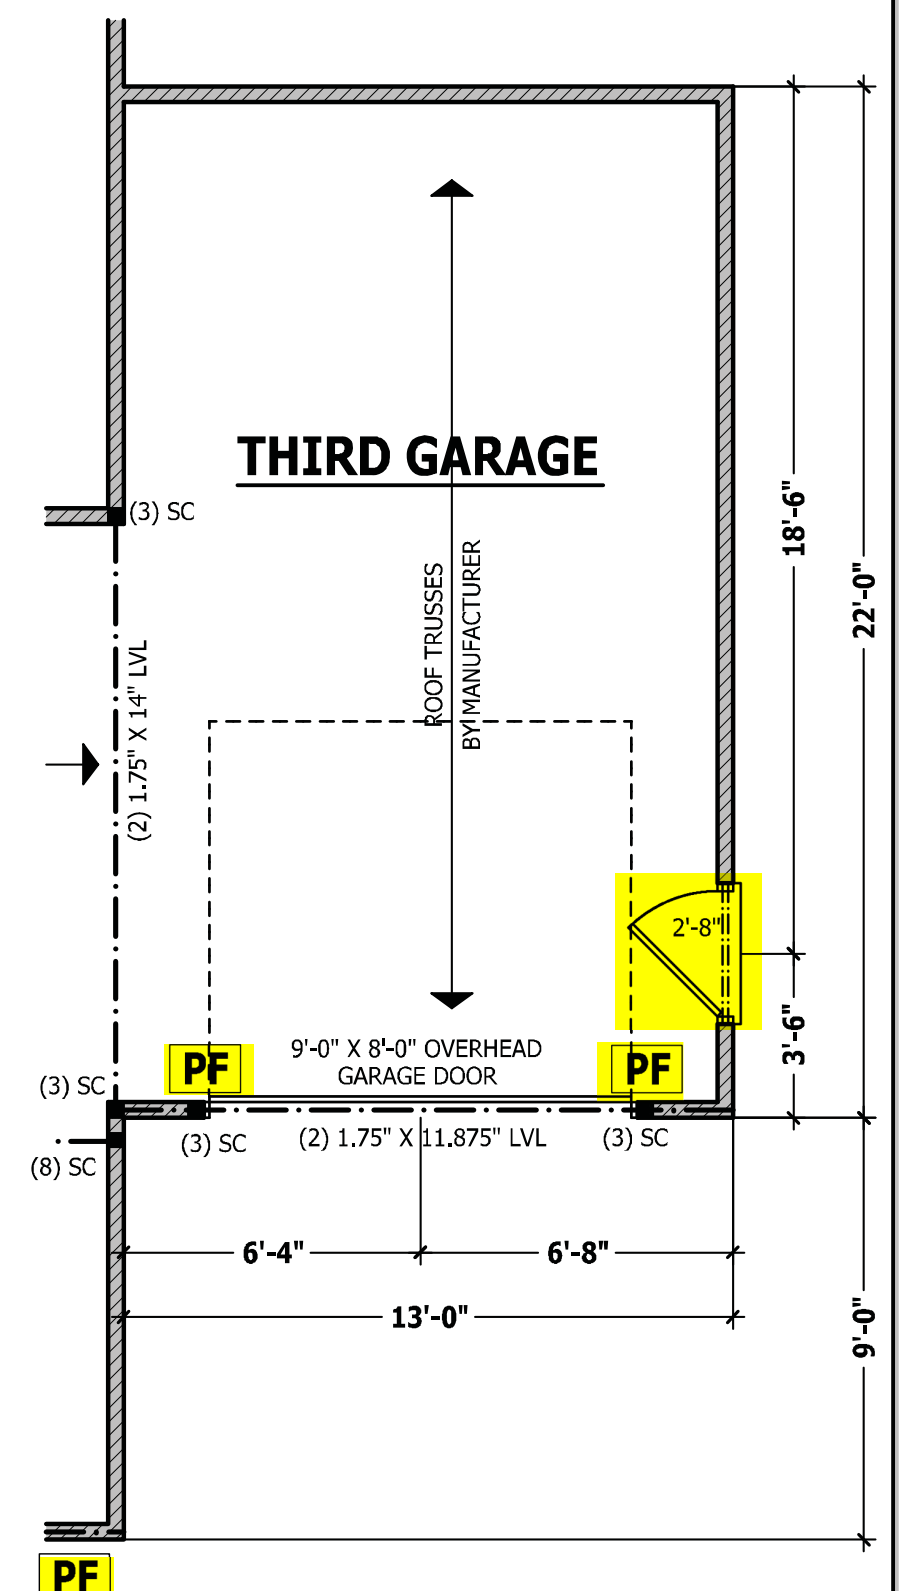 THIRD GARAGE
(3) SC
18'-6"
22'-0"
ROOF TRUSSES
BY MANUFACTURER
(2) 1.75" X 14" LVL
2'-8"
3'-6"
9'-0" X 8'-0" OVERHEAD
GARAGE DOOR
PF
PF
(3) SC
(3) SC
(2) 1.75" X 11.875" LVL
(3) SC
(8) SC
6'-4"
6'-8"
13'-0"
9'-0"
PF